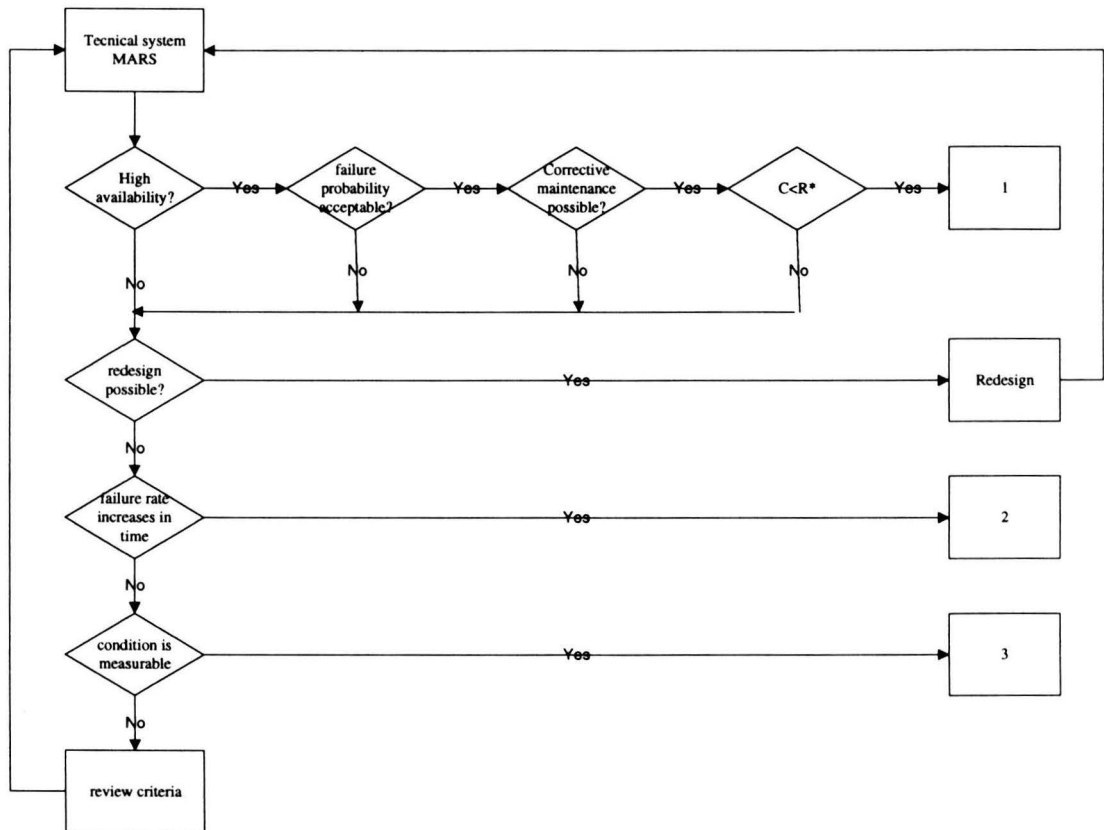 Tecnical system
MARS
High
availability?
Yes
failure
probability
acceptable?
Yes
Corrective
maintenance
possible?
Yes
C<R*
Yes
1
No
No
No
No
redesign
possible?
Yes
Redesign
No
failure rate
increases in
time
Yes
2
No
condition is
measurable
Yes
3
No
review criteria